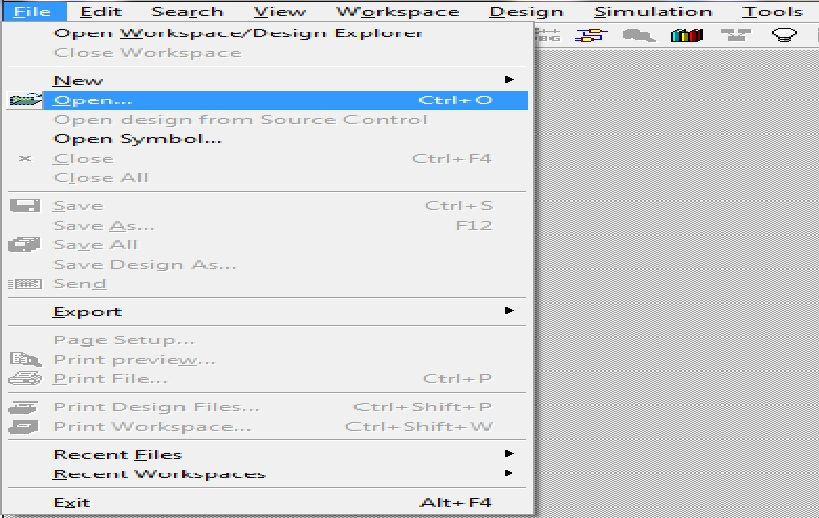 File Edit Search View Workspace Design Simulation Tools
Open Workspace/Design Explorer
Close Workspace
New
Open... Ctrl+O
Open design from Source Control
Open Symbol...
Close Ctrl+F4
Close All
Save Ctrl+S
Save As... F12
Save All
Save Design As...
Send
Export
Page Setup...
Print preview...
Print File... Ctrl+P
Print Design Files... Ctrl+Shift+P
Print Workspace... Ctrl+Shift+W
Recent Files
Recent Workspaces
Exit Alt+F4